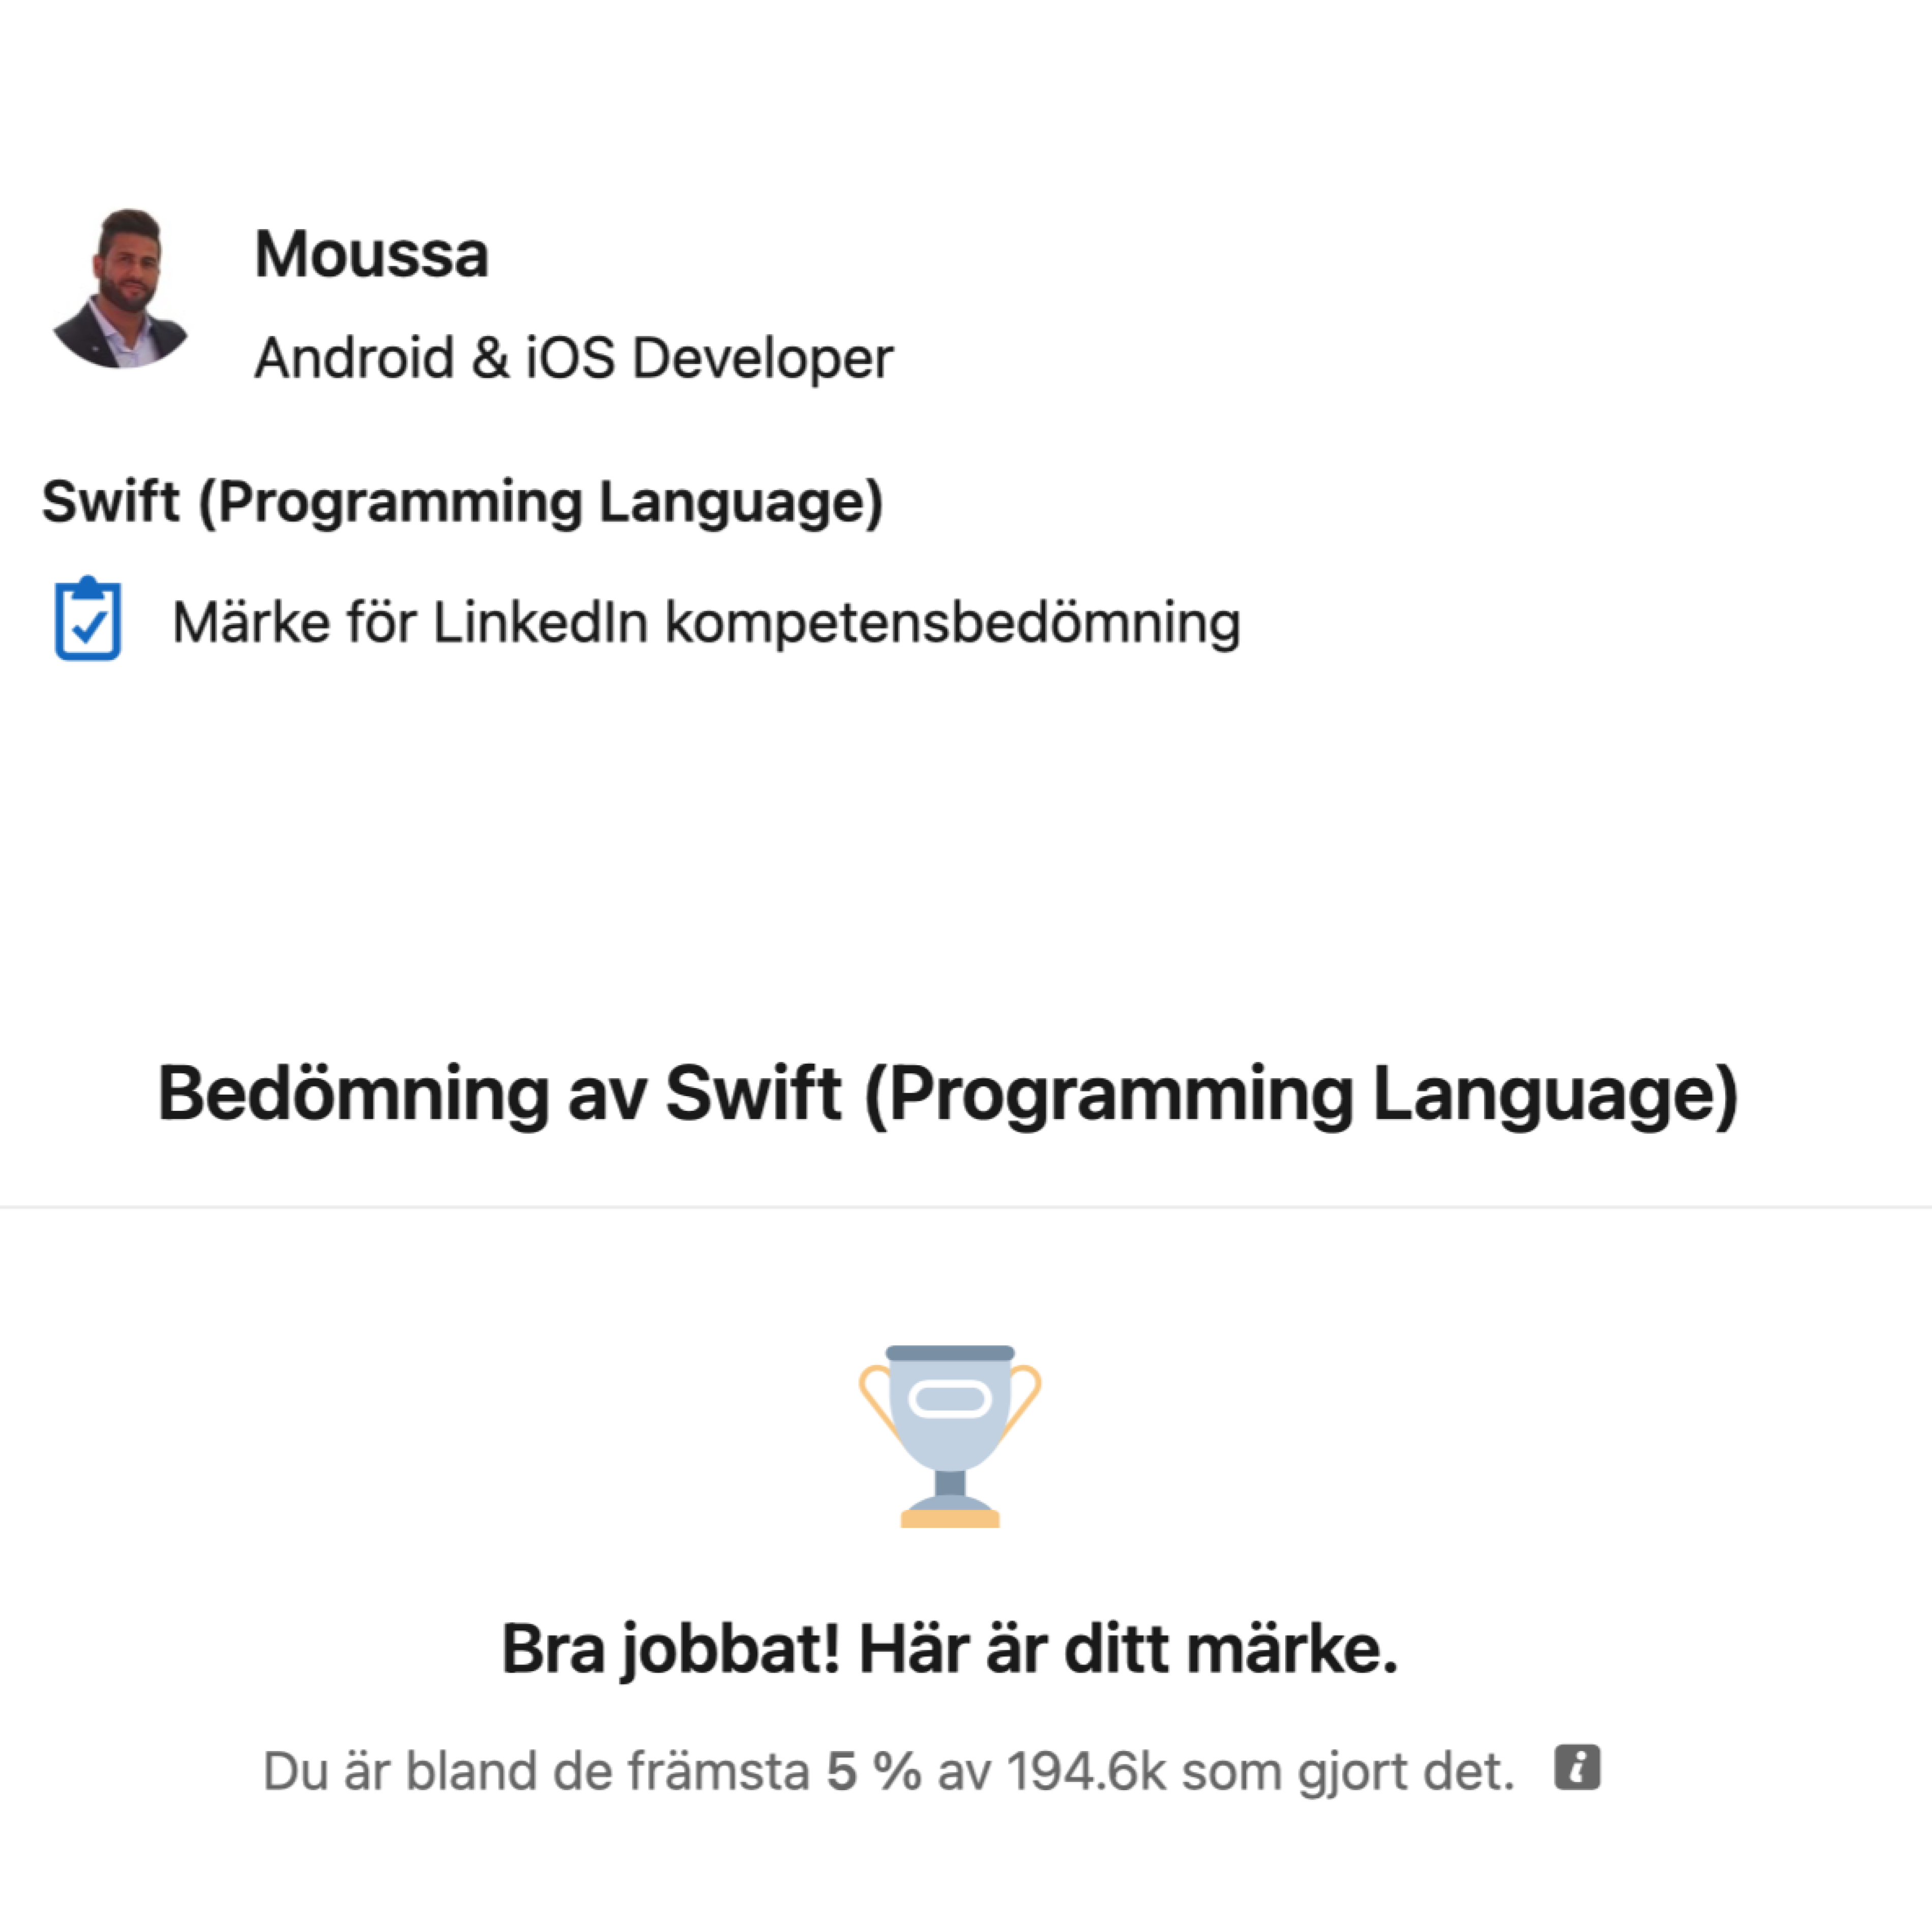 Moussa
Android & iOS Developer
Swift (Programming Language)
Märke för LinkedIn kompetensbedömning
Bedömning av Swift (Programming Language)
Bra jobbat! Här är ditt märke.
Du är bland de främsta 5 % av 194.6k som gjort det.